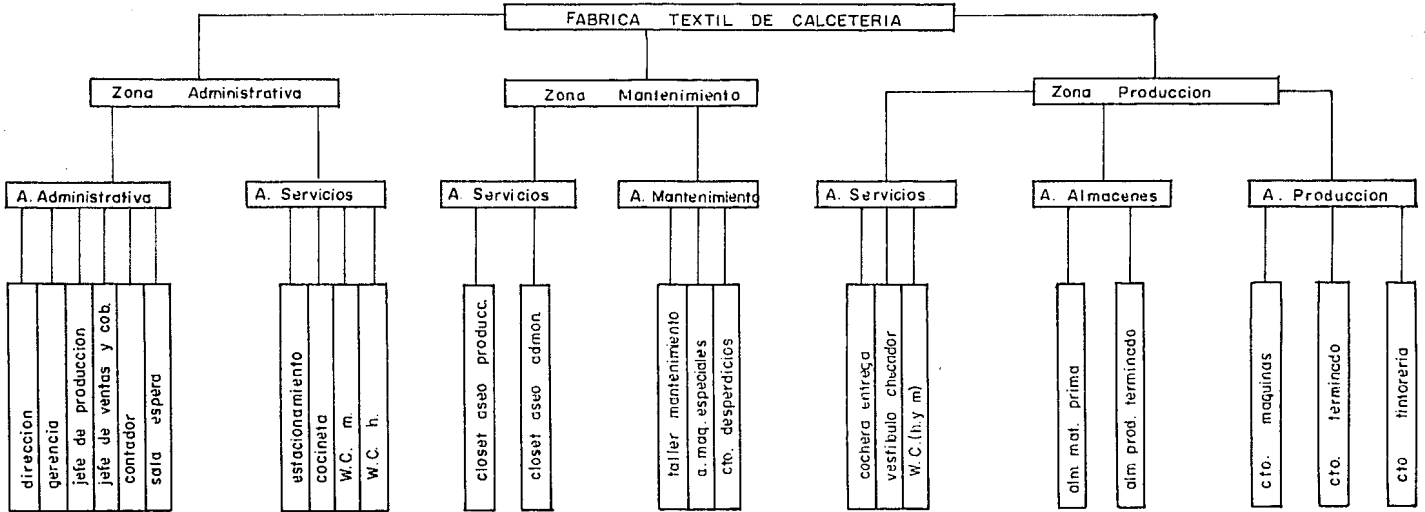 FABRICA TEXTIL DE CALCETERIA
Zona Administrativa
Zona Mantenimiento
Zona Produccion
A. Administrativa
A. Servicios
A. Servicios
A. Mantenimiento
A. Servicios
A. Almacenes
A. Produccion
direccion
gerencia
jefe de produccion
jefe de ventas y cob.
contador
sala espera
estacionamiento
cocineta
W.C. m.
W.C. h.
closet aseo producc.
closet aseo admon.
taller mantenimiento
a. maq. especiales
cto. desperdicios
cochera entrega
vestibulo checador
W.C. (h. y m)
alm mat. prima
alm prod. terminado
cto. maquinas
cto. terminado
cto tintoreria